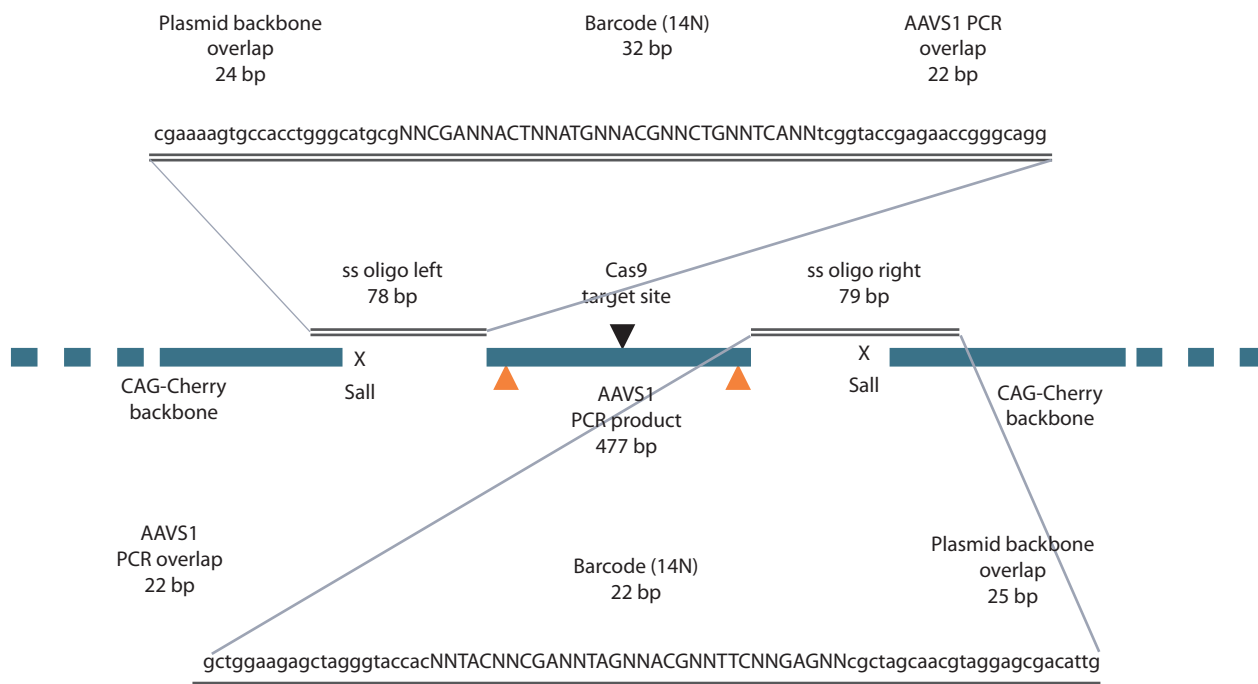 Plasmid backbone
overlap
24 bp
Barcode (14N)
32 bp
AAVS1 PCR
overlap
22 bp
cgaaaagtgccacctgggcatgcgNNCGANNACTNNATGNNACGNNCTGNNTCANNtcggtaccgagaaccgggcagg
ss oligo left
78 bp
Cas9
target site
ss oligo right
79 bp
X
SalI
X
SalI
CAG-Cherry
backbone
AAVS1
PCR product
477 bp
CAG-Cherry
backbone
AAVS1
PCR overlap
22 bp
Barcode (14N)
22 bp
Plasmid backbone
overlap
25 bp
gctggaagagctagggtaccacNNTACNNCGANNTAGNNACGNNTTCNNGAGNNcgctagcaacgtaggagcgacattg